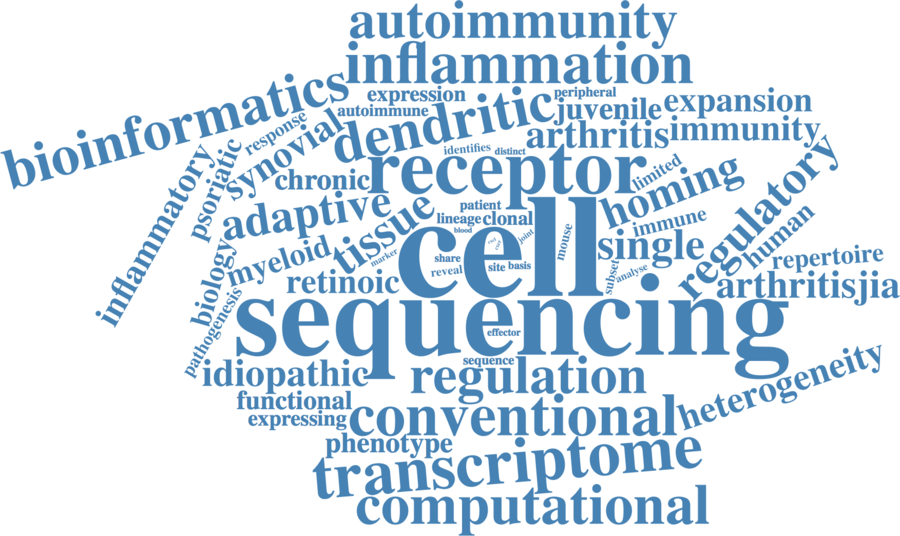 autoimmunity
inflammation
bioinformatics
expression
peripheral
autoimmune
dendritic
juvenile
expansion
response
synovial
arthritis
immunity
identifies
distinct
inflammatory
psoriatic
chronic
receptor
limited
homing
regulatory
adaptive
tissue
patient
lineage
clonal
blood
cell
mouse
immune
human
joint
single
biology
myeloid
marker
share
reveal
site
basis
subset
analyse
repertoire
retinoic
arthritisjia
pathogenesis
sequencing
effector
sequence
idiopathic
regulation
heterogeneity
functional
expressing
conventional
phenotype
transcriptome
computational